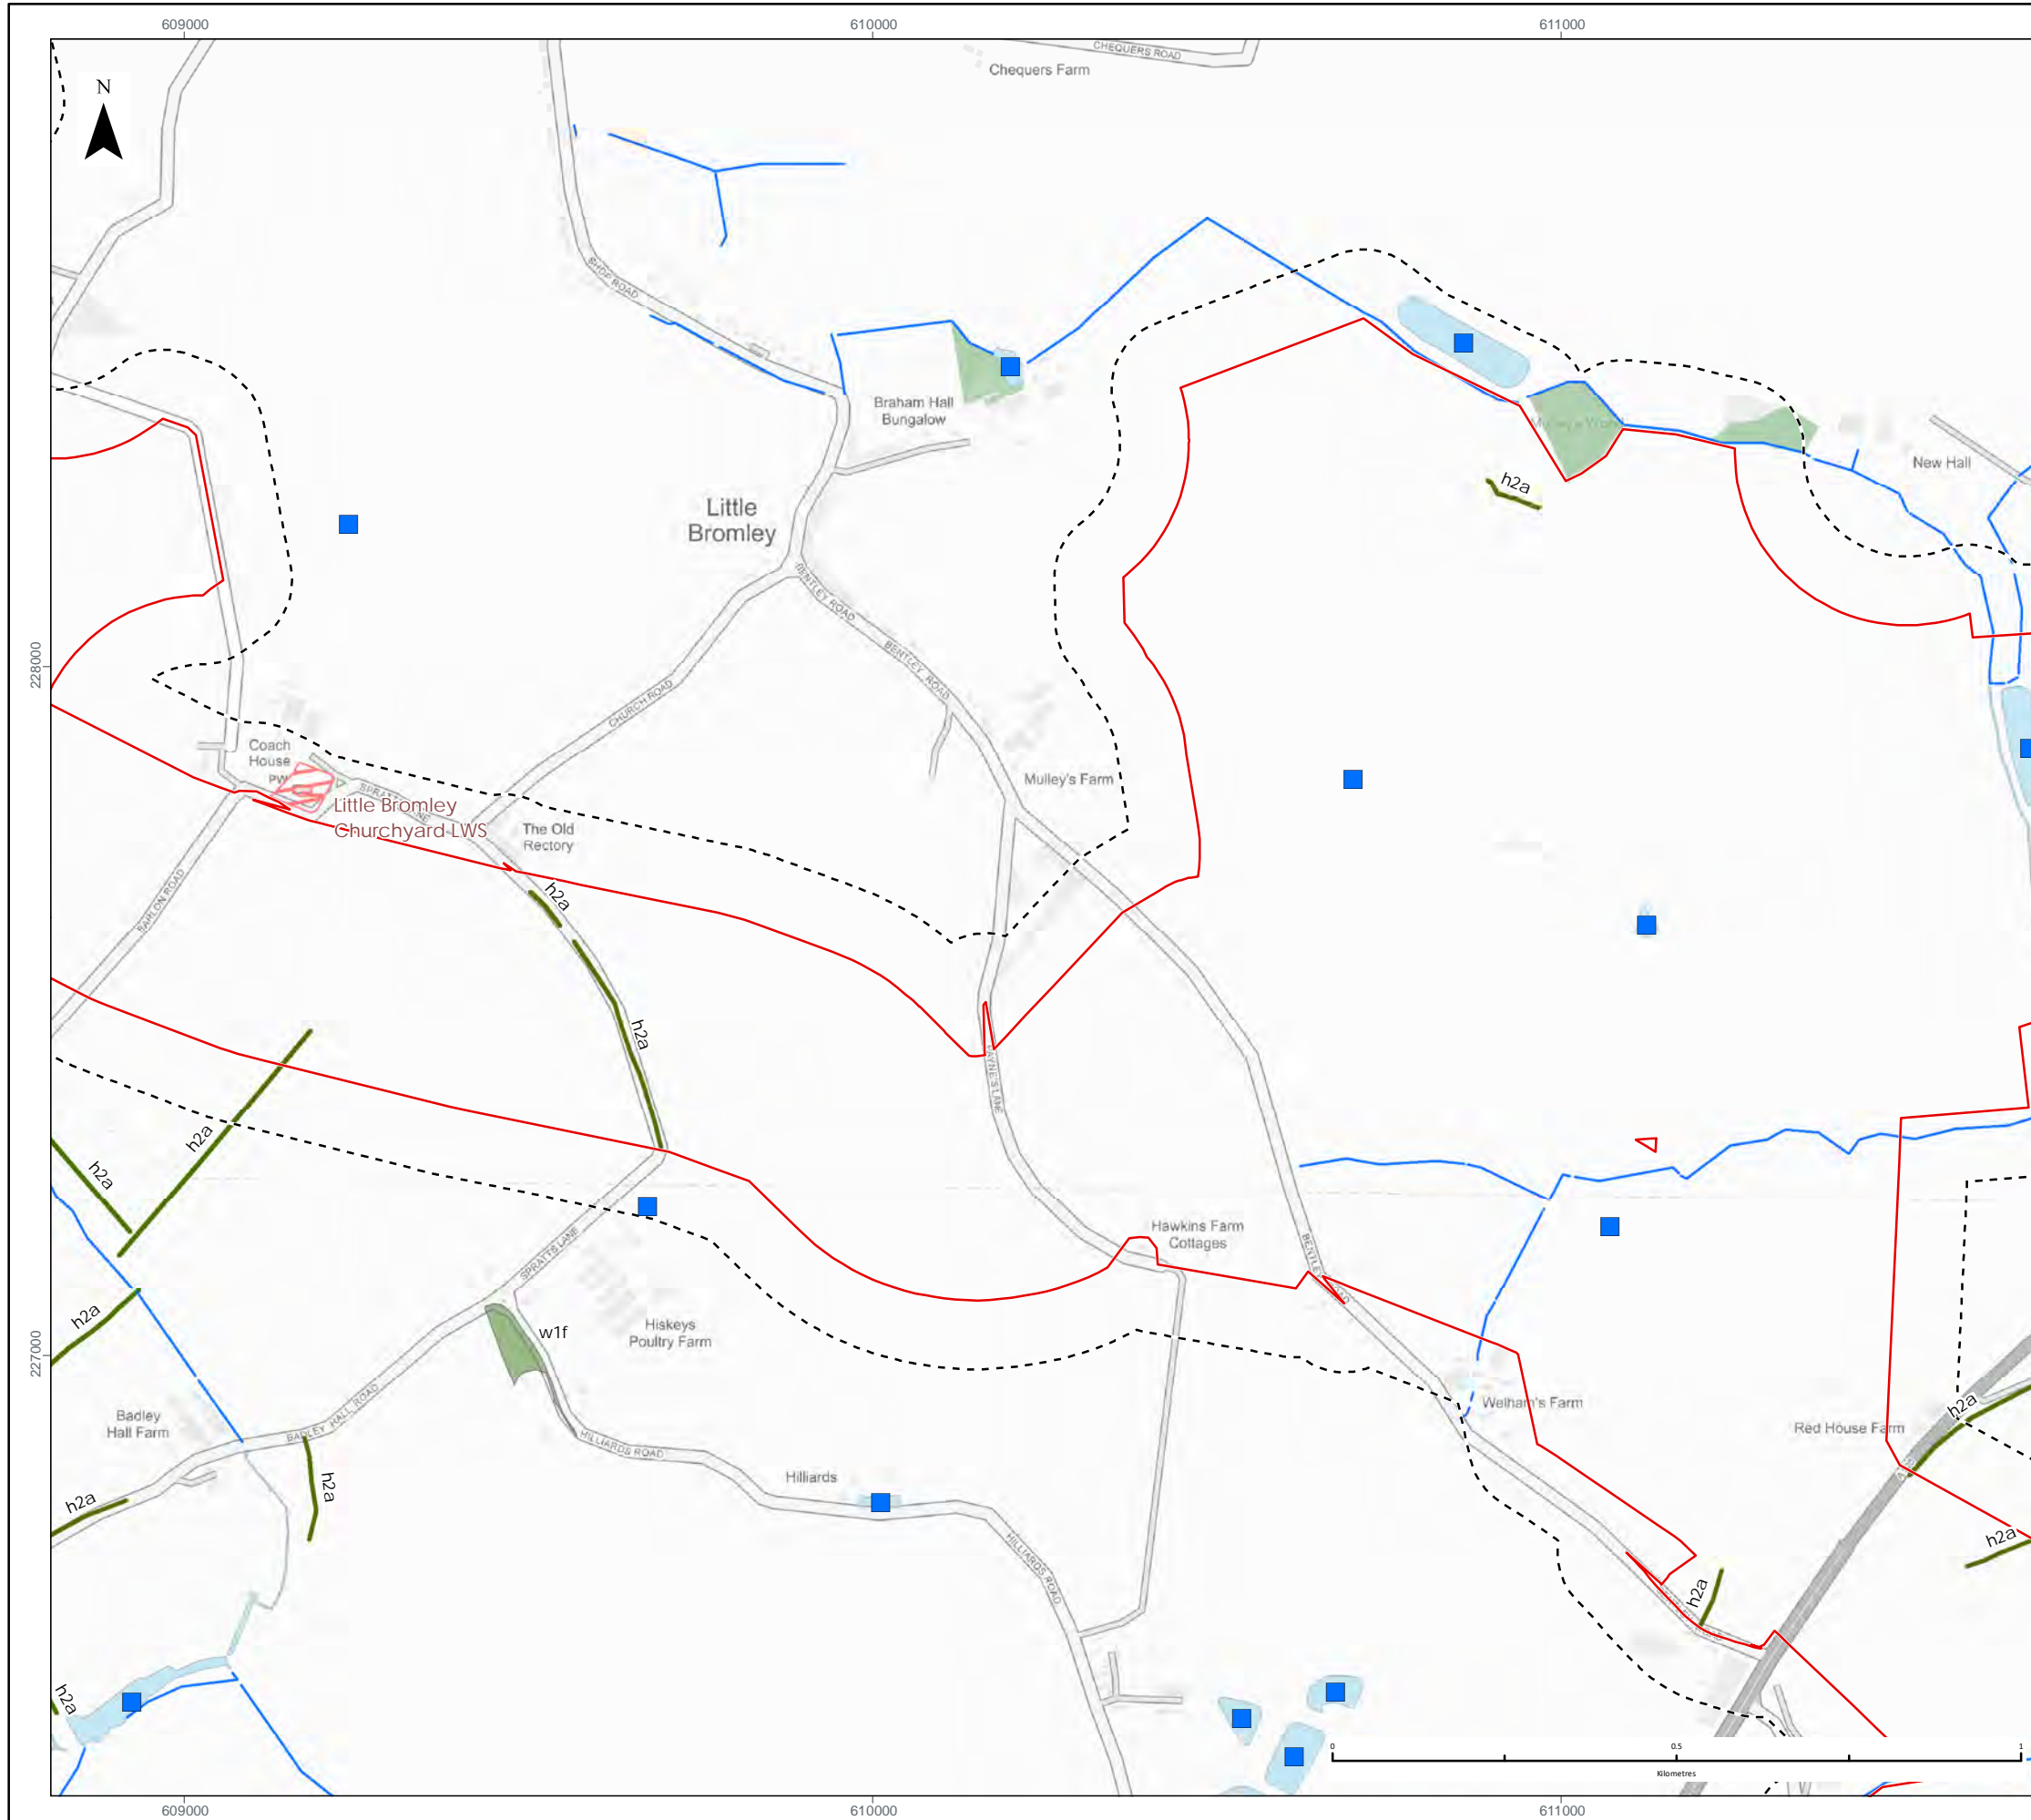 609000
610000
611000
CHEQUERS ROAD
Chequers Farm
N
SHOP ROAD
Braham Hall
Bungalow
New Hall
h2a
Little
Bromley
BENTLEY ROAD
BENTLEY ROAD
228000
CHURCH ROAD
Coach
House
PW
Mulley's Farm
Little Bromley
Churchyard LWS
The Old
Rectory
BARLON ROAD
h2a
h2a
PAYNE'S LANE
h2a
h2a
Hawkins Farm
Cottages
SPRATTS LANE
h2a
w1f
Hiskeys
Poultry Farm
227000
Welham's Farm
h2a
Red House Farm
Badley
Hall Farm
BADLEY HALL ROAD
HILLIARDS ROAD
Hilliards
h2a
h2a
HILLIARDS ROAD
h2a
h2a
h2a
0
0.5
1
Kilometres
609000
610000
611000